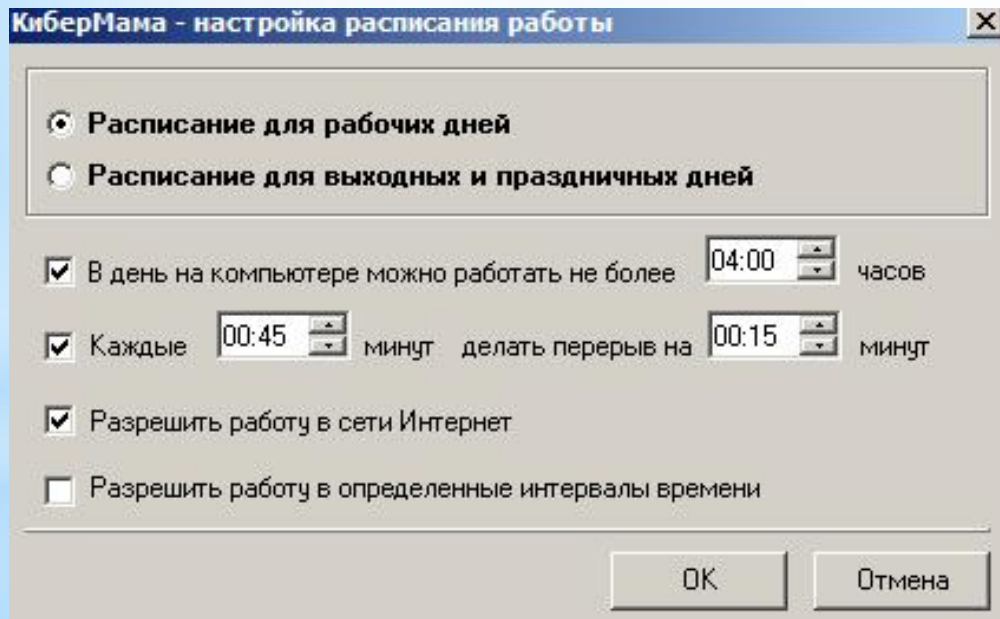 КиберМама - настройка расписания работы
Расписание для рабочих дней
Расписание для выходных и праздничных дней
В день на компьютере можно работать не более 04:00 часов
Каждые 00:45 минут делать перерыв на 00:15 минут
Разрешить работу в сети Интернет
Разрешить работу в определенные интервалы времени
OK Отмена